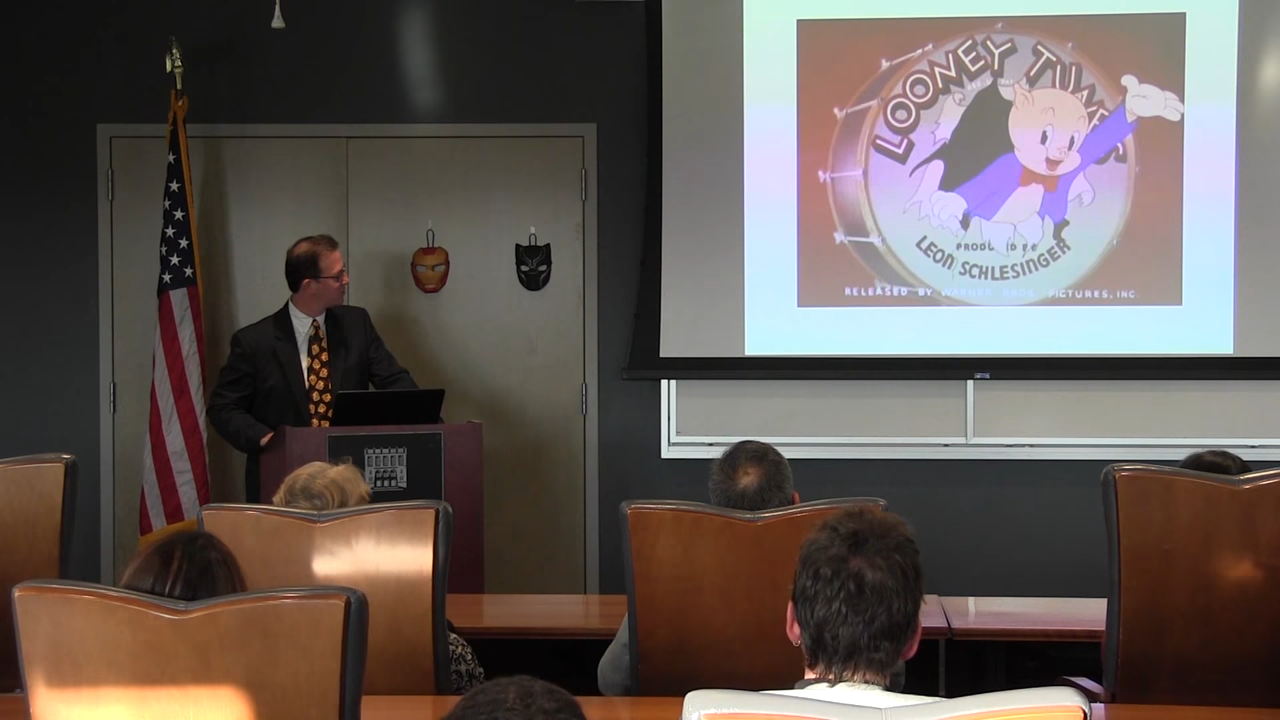 LOONEY TUNES
PRODUCED BY
LEON SCHLESINGER
RELEASED BY WARNER BROS. PICTURES, INC.